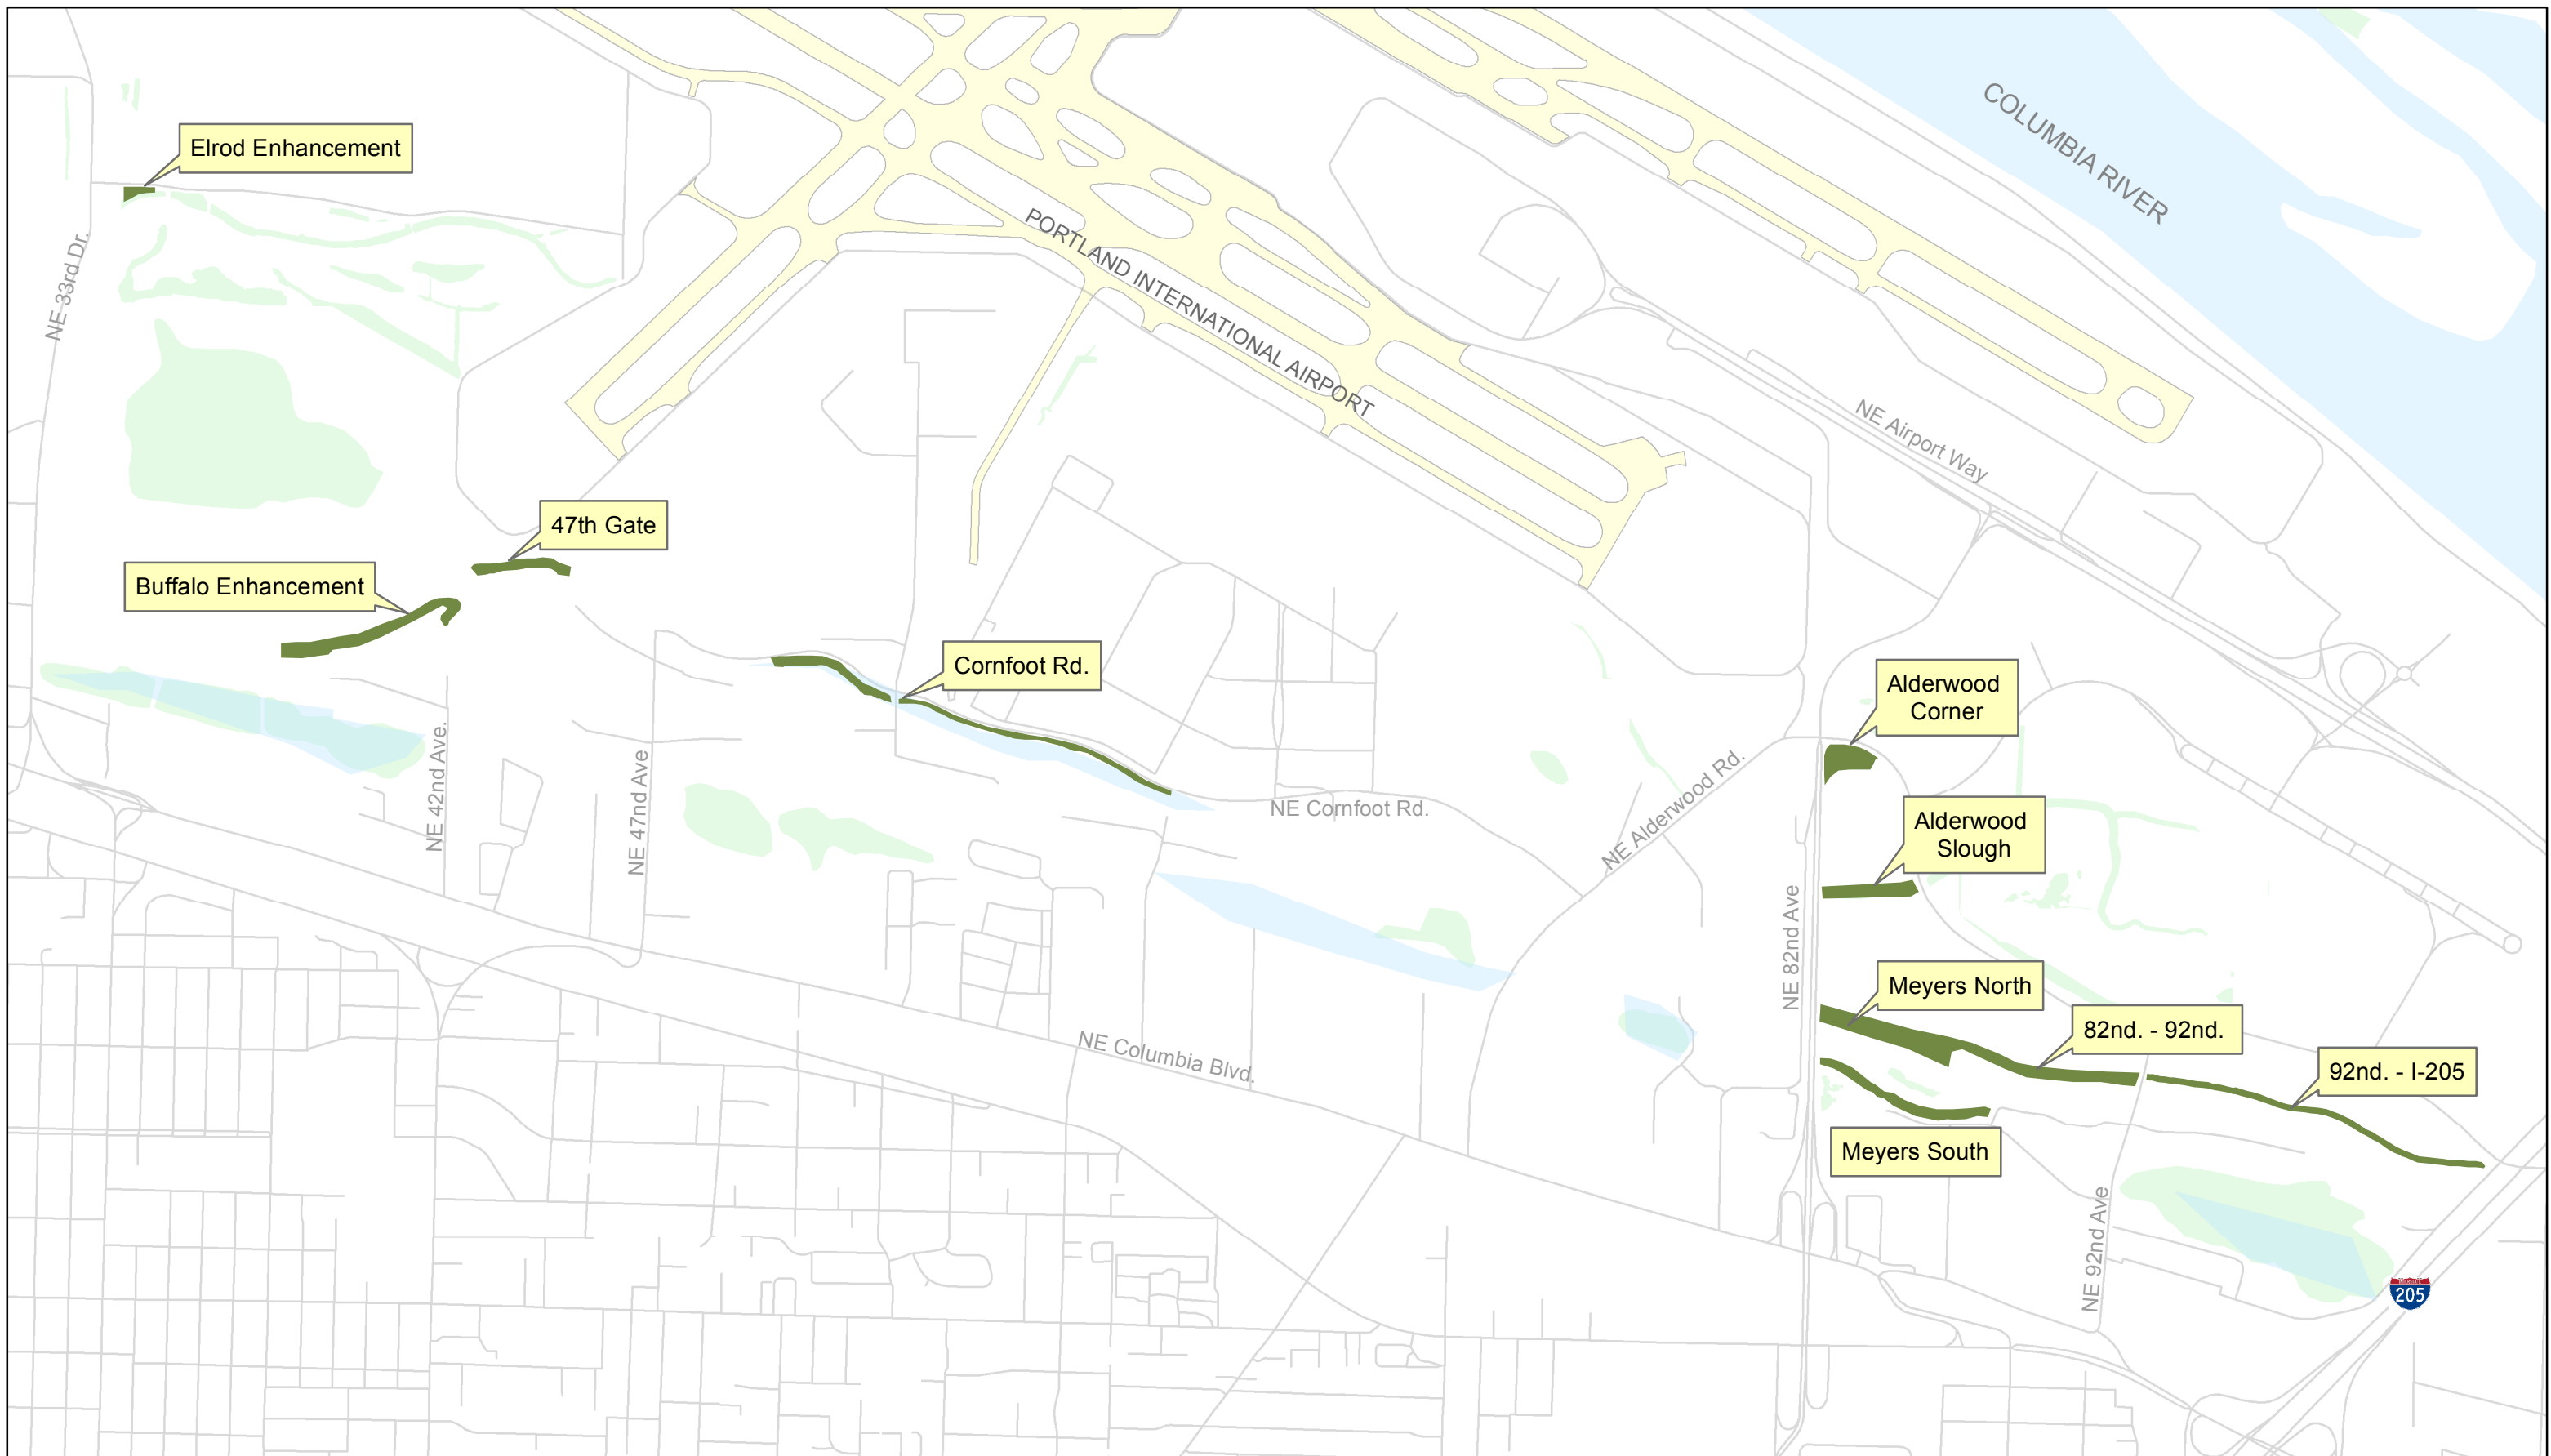 COLUMBIA RIVER
Elrod Enhancement
NE 33rd Dr.
PORTLAND INTERNATIONAL AIRPORT
NE Airport Way
47th Gate
Buffalo Enhancement
Cornfoot Rd.
Alderwood
Corner
NE 42nd Ave.
NE 47nd Ave
NE Cornfoot Rd.
NE Alderwood Rd.
Alderwood
Slough
NE 82nd Ave
Meyers North
82nd. - 92nd.
NE Columbia Blvd.
92nd. - I-205
Meyers South
NE 92nd Ave
205